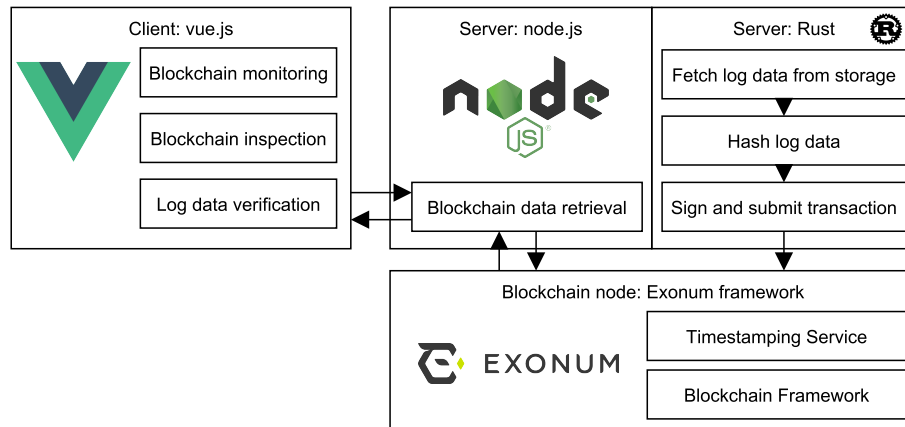 Client: vue.js
Blockchain monitoring
Blockchain inspection
Log data verification
Server: node.js
node
JS
®
Blockchain data retrieval
Server: Rust
R
Fetch log data from storage
Hash log data
Sign and submit transaction
Blockchain node: Exonum framework
EXONUM
Timestamping Service
Blockchain Framework